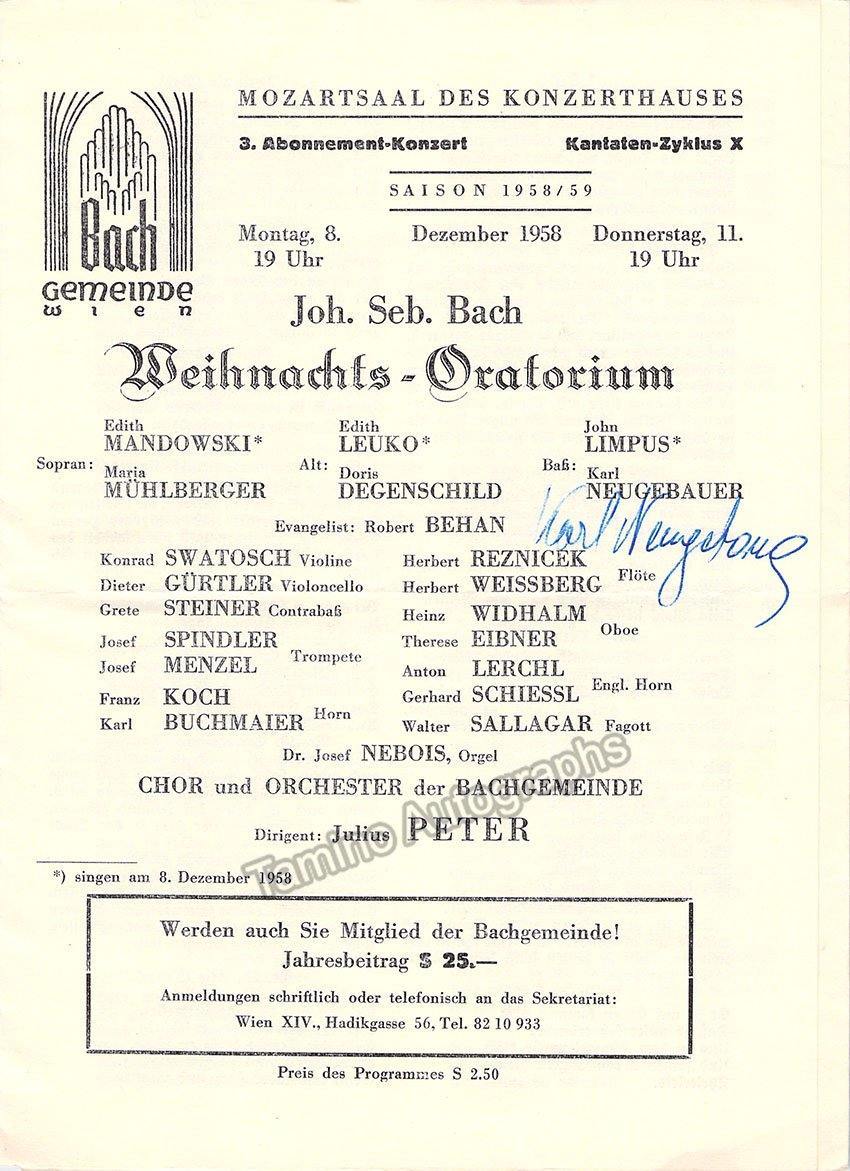 Bach
Gemeinde
Wien
MOZARTSAAL DES KONZERTHAUSES
3. Abonnement-Konzert Kantaten-Zyklus X
SAISON 1958/59
Montag, 8. Dezember 1958 Donnerstag, 11.
19 Uhr 19 Uhr
Joh. Seb. Bach
Weihnachts-Oratorium
Edith Edith John
MANDOWSKI* LEUKO* LIMPUS*
Sopran: Alt: Baß:
Maria Doris Karl
MÜHLBERGER DEGENSCHILD NEUGEBAUER
Karl Neugebauer
Evangelist: Robert BEHAN
Konrad SWATOSCH Violine Herbert REZNICEK
Dieter GÜRTLER Violoncello Herbert WEISSBERG Flöte
Grete STEINER Contrabaß Heinz WIDHALM
Josef SPINDLER Therese EIBNER Oboe
Josef MENZEL Trompete Anton LERCHL
Franz KOCH Gerhard SCHIESSL Engl. Horn
Karl BUCHMAIER Horn Walter SALLAGAR Fagott
Dr. Josef NEBOIS, Orgel
CHOR und ORCHESTER der BACHGEMEINDE
Dirigent: Julius PETER
Tamino Autographs
*) singen am 8. Dezember 1958
Werden auch Sie Mitglied der Bachgemeinde!
Jahresbeitrag S 25.—
Anmeldungen schriftlich oder telefonisch an das Sekretariat:
Wien XIV., Hadikgasse 56, Tel. 82 10 933
Preis des Programmes S 2.50